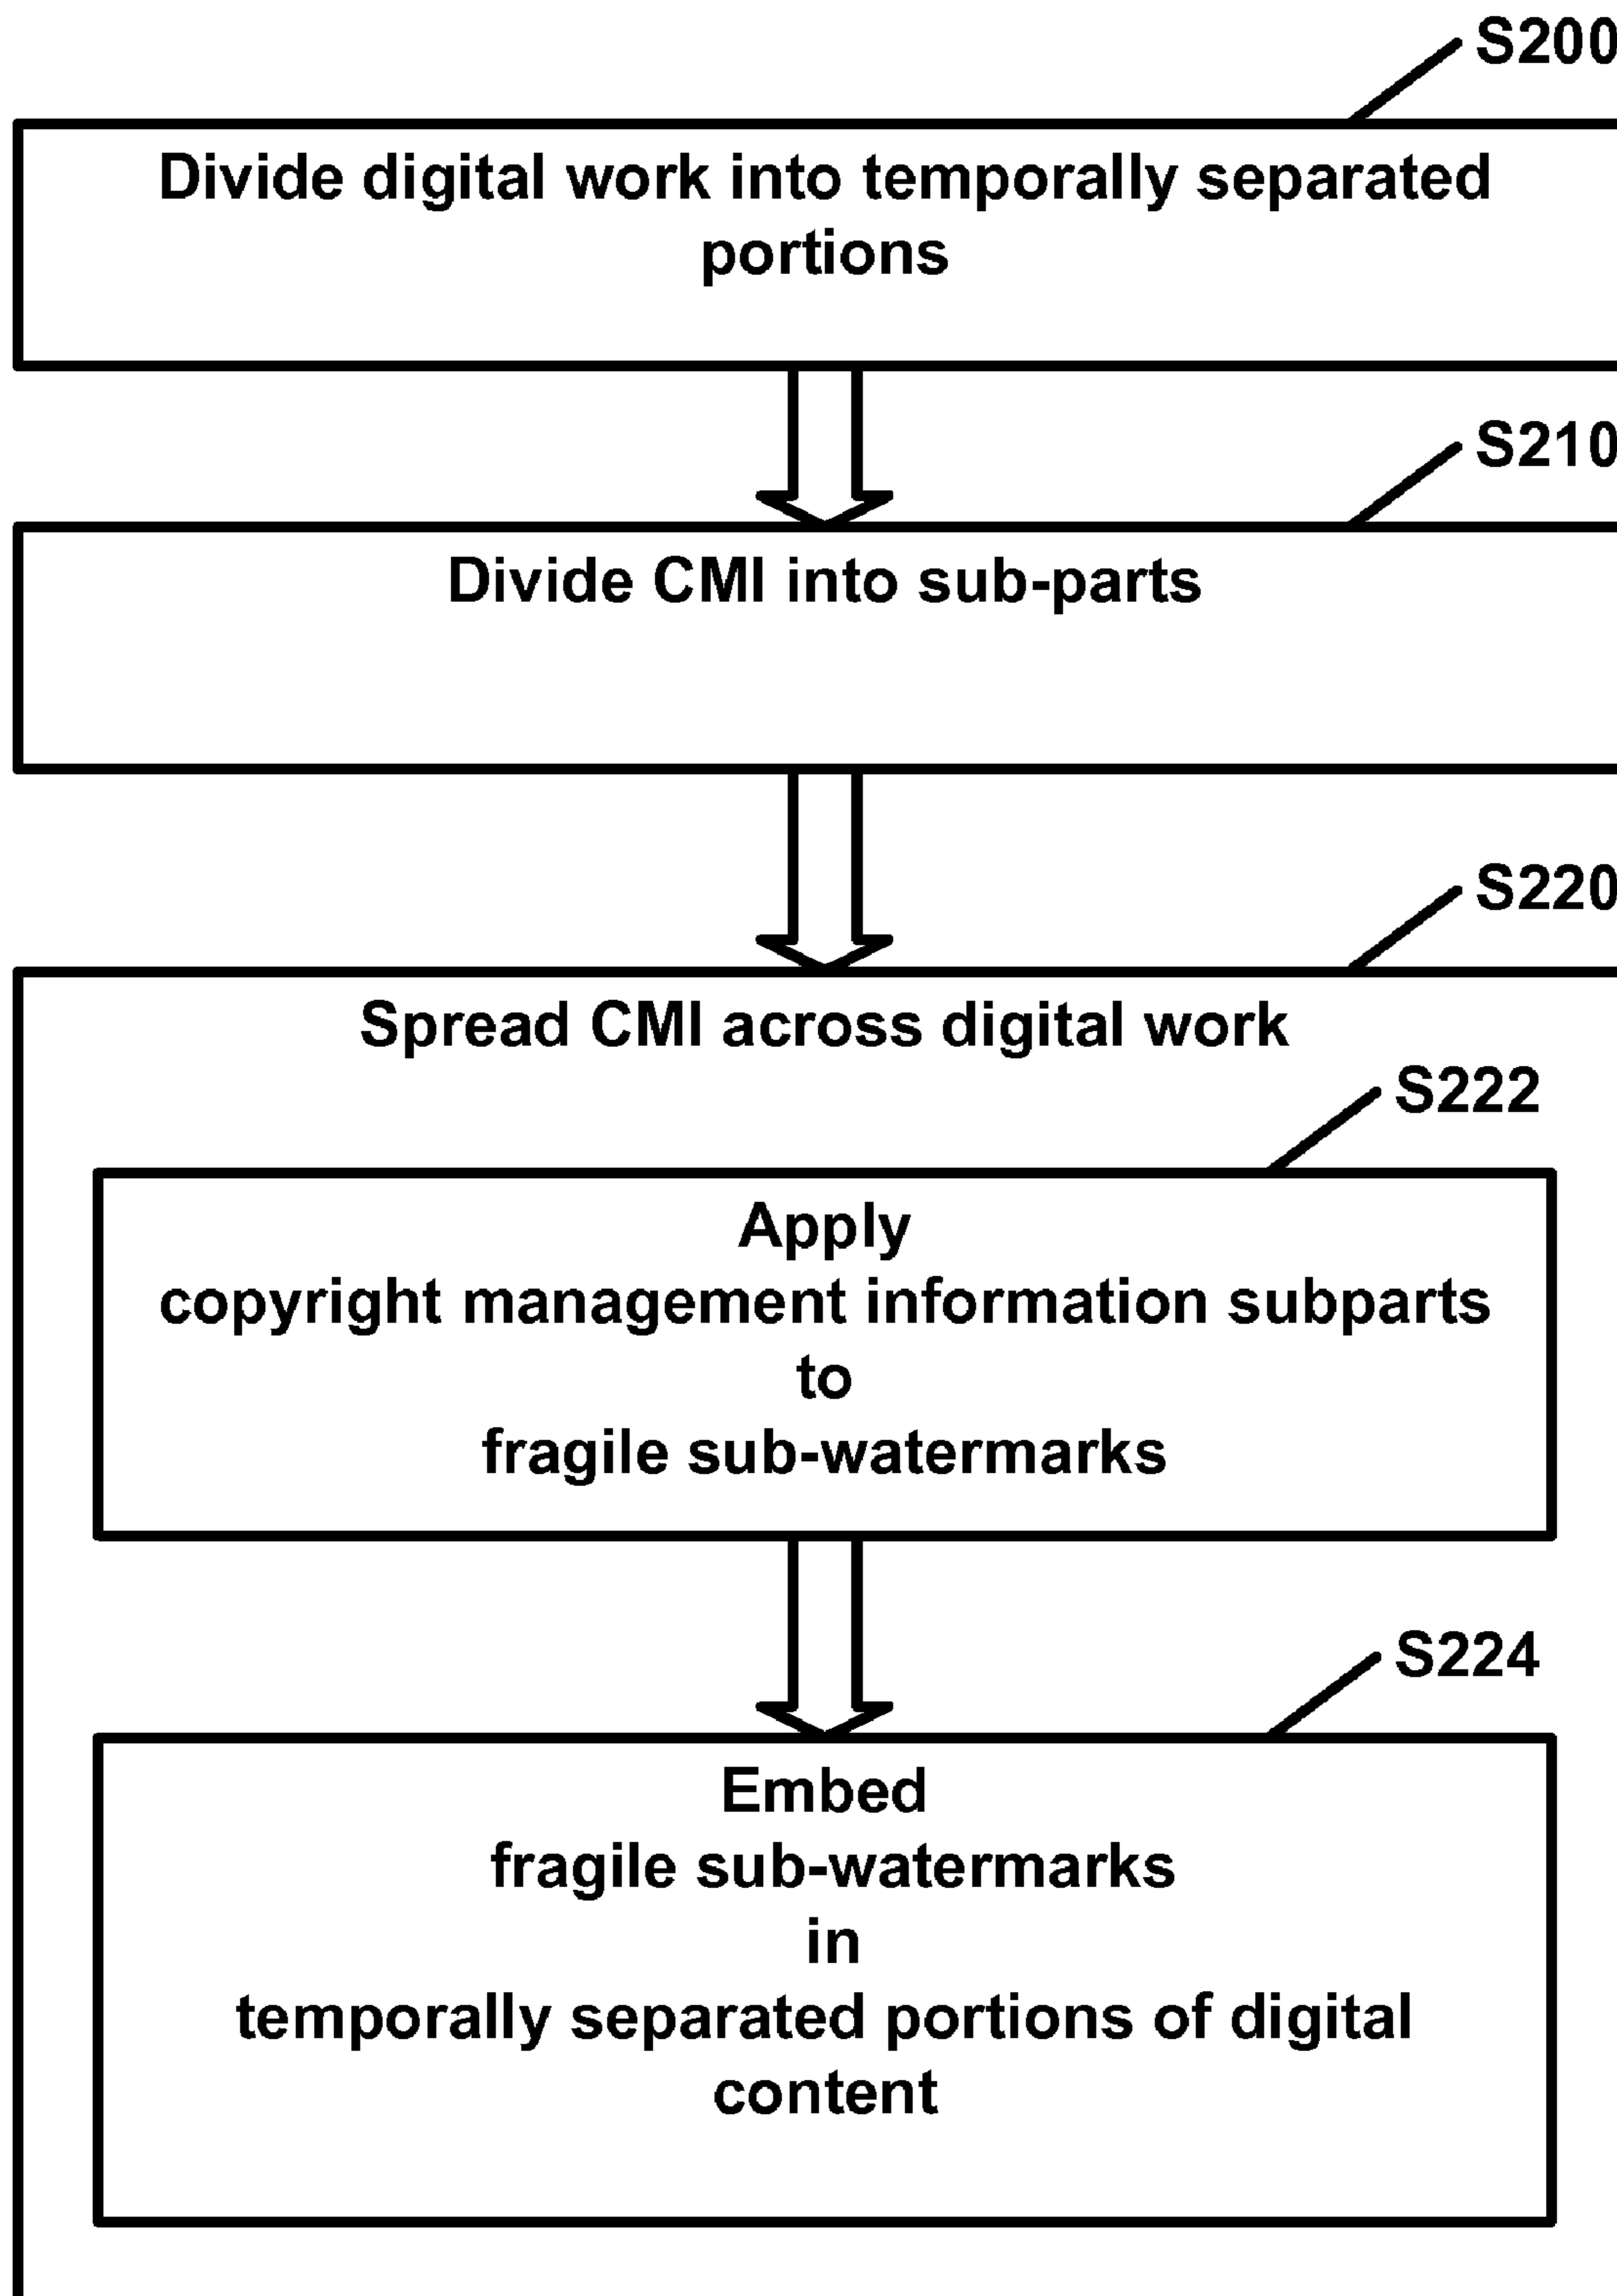 S200
Divide digital work into temporally separated
portions
S210
Divide CMI into sub-parts
S220
Spread CMI across digital work
S222
Apply
copyright management information subparts
to
fragile sub-watermarks
S224
Embed
fragile sub-watermarks
in
temporally separated portions of digital
content